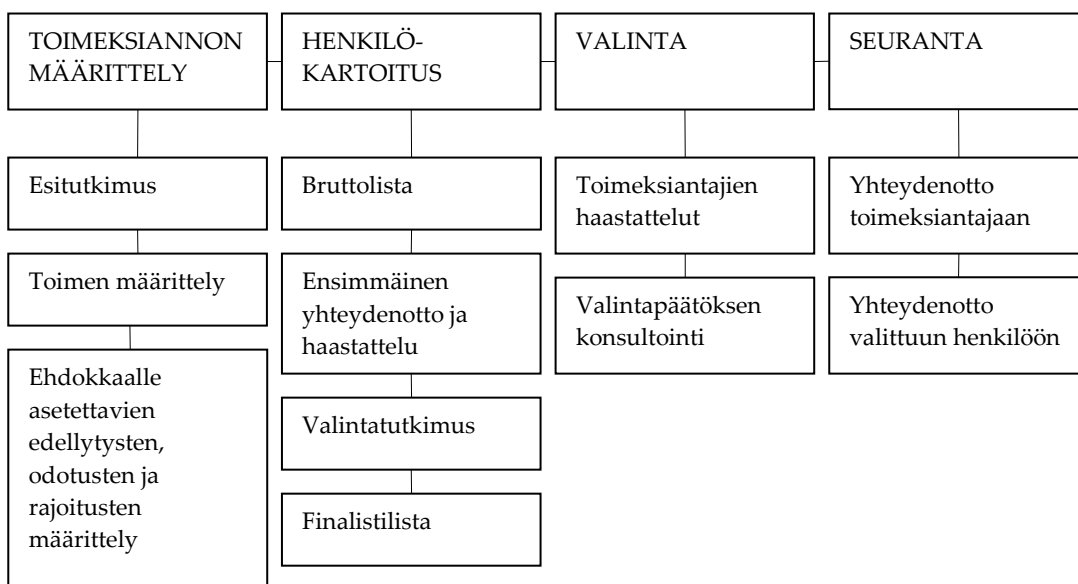 TOIMEKSIANNON
MÄÄRITTELY
HENKILÖ-
KARTOITUS
VALINTA
SEURANTA
Esitutkimus
Toimen määrittely
Ehdokkaalle
asetettavien
edellytysten,
odotusten ja
rajoitusten
määrittely
Bruttolista
Ensimmäinen
yhteydenotto ja
haastattelu
Valintatutkimus
Finalistilista
Toimeksiantajien
haastattelut
Valintapäätöksen
konsultointi
Yhteydenotto
toimeksiantajaan
Yhteydenotto
valittuun henkilöön